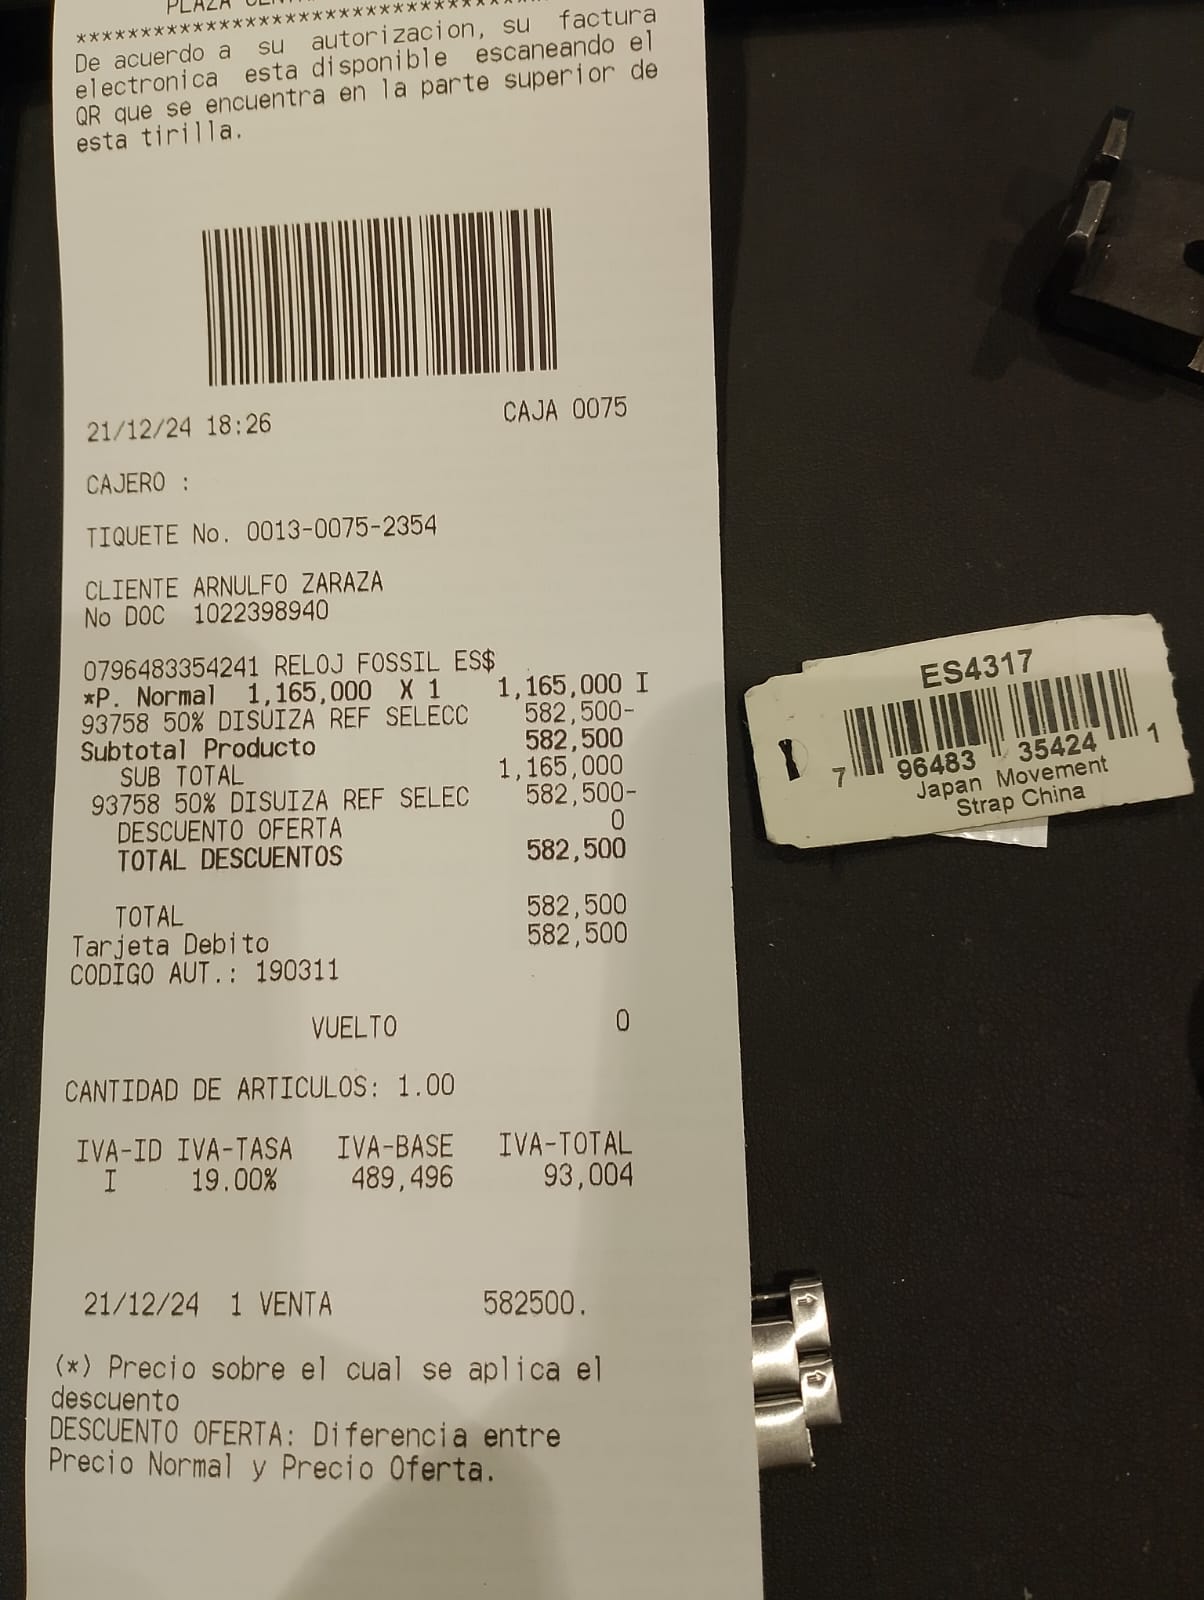 PLAZA
****************************************
De acuerdo a su autorizacion, su factura
electronica esta disponible escaneando el
QR que se encuentra en la parte superior de
esta tirilla.
21/12/24 18:26 CAJA 0075
CAJERO :
TIQUETE No. 0013-0075-2354
CLIENTE ARNULFO ZARAZA
No DOC 1022398940
0796483354241 RELOJ FOSSIL ES$
*P. Normal 1,165,000 X 1 1,165,000 I
93758 50% DISUIZA REF SELECC 582,500-
Subtotal Producto 582,500
SUB TOTAL 1,165,000
93758 50% DISUIZA REF SELEC 582,500-
DESCUENTO OFERTA 0
TOTAL DESCUENTOS 582,500
TOTAL 582,500
Tarjeta Debito 582,500
CODIGO AUT.: 190311
VUELTO 0
CANTIDAD DE ARTICULOS: 1.00
IVA-ID IVA-TASA IVA-BASE IVA-TOTAL
I 19.00% 489,496 93,004
21/12/24 1 VENTA 582500.
(*) Precio sobre el cual se aplica el
descuento
DESCUENTO OFERTA: Diferencia entre
Precio Normal y Precio Oferta.
ES4317
7 96483 35424 1
Japan Movement
Strap China